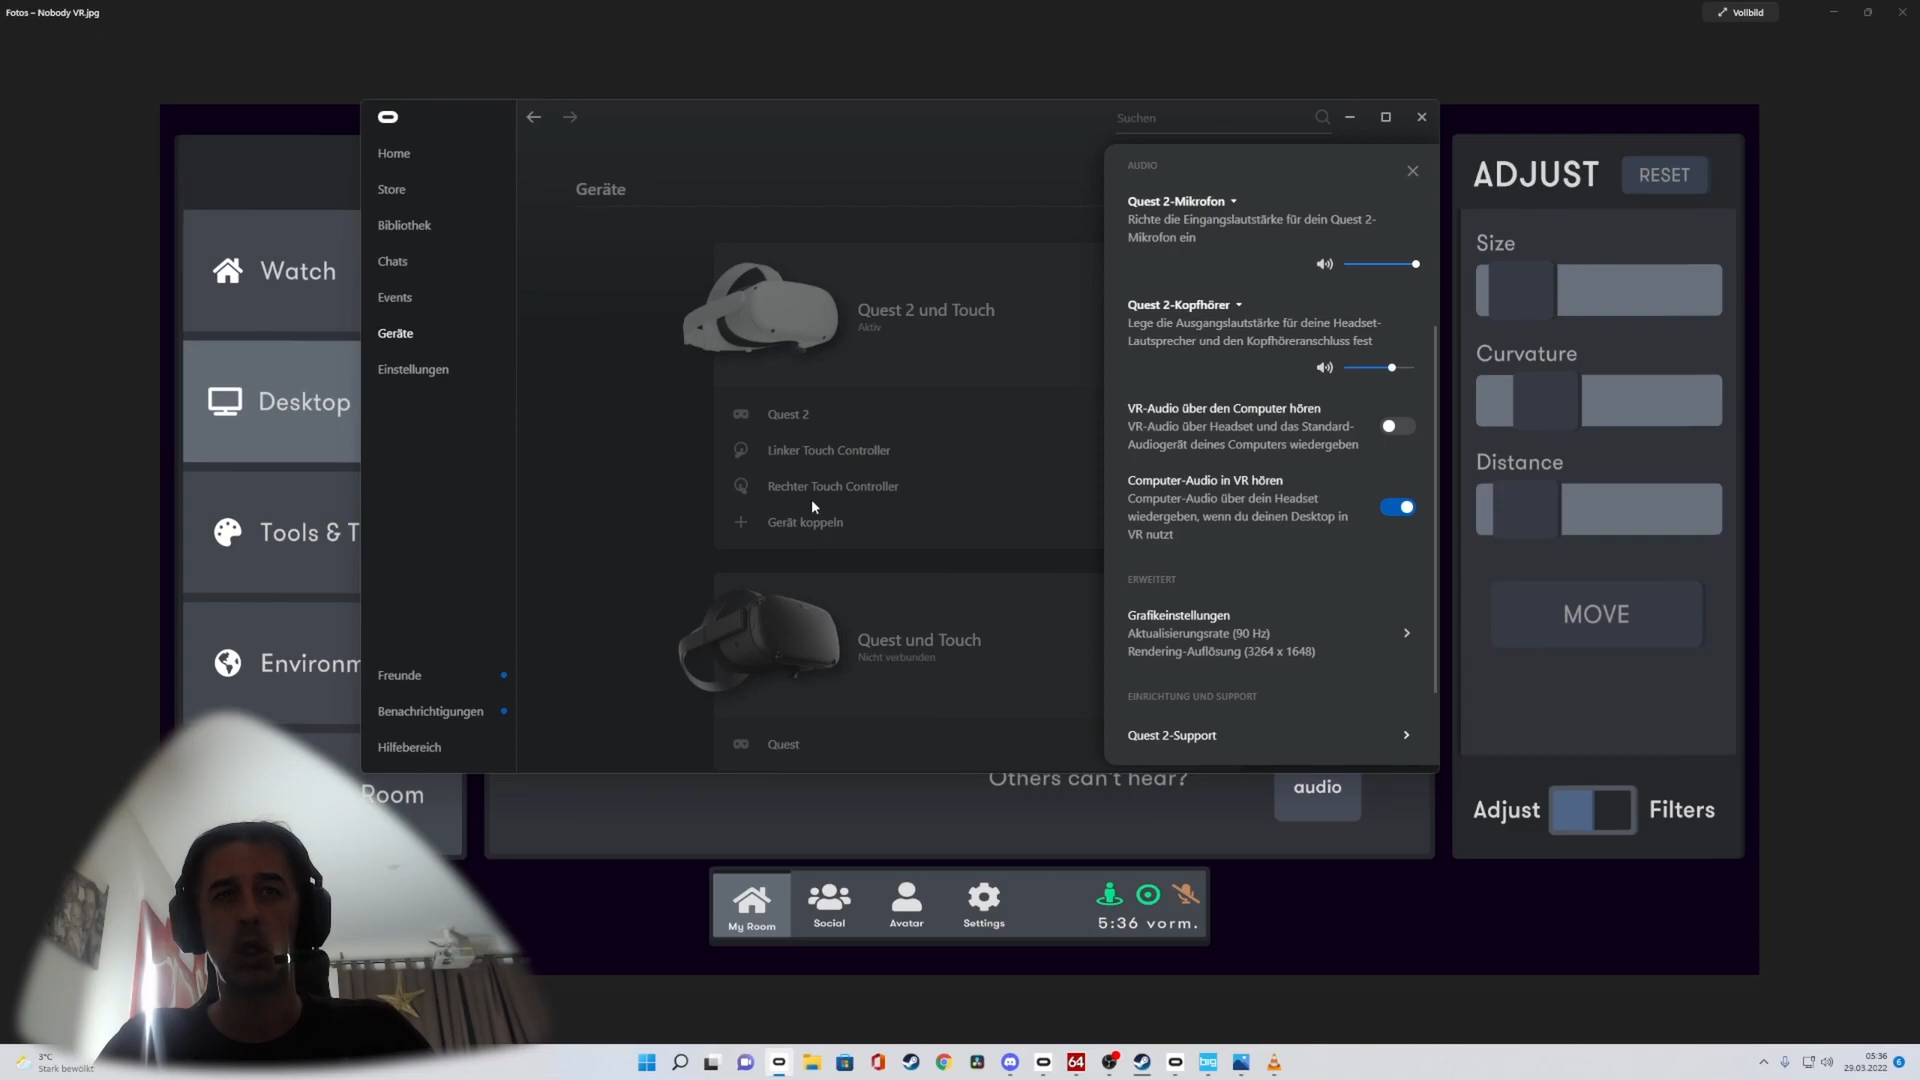 Fotos – Nobody VR.jpg
Vollbild
Suchen
Home
Store
Bibliothek
Chats
Events
Geräte
Einstellungen
Freunde
Benachrichtigungen
Hilfebereich
Geräte
Quest 2 und Touch
Aktiv
Quest 2
Linker Touch Controller
Rechter Touch Controller
Gerät koppeln
Quest und Touch
Nicht verbunden
Quest
AUDIO
Quest 2-Mikrofon
Richte die Eingangslautstärke für dein Quest 2-
Mikrofon ein
Quest 2-Kopfhörer
Lege die Ausgangslautstärke für deine Headset-
Lautsprecher und den Kopfhöreranschluss fest
VR-Audio über den Computer hören
VR-Audio über Headset und das Standard-
Audiogerät deines Computers wiedergeben
Computer-Audio in VR hören
Computer-Audio über dein Headset
wiedergeben, wenn du deinen Desktop in
VR nutzt
ERWEITERT
Grafikeinstellungen
Aktualisierungsrate (90 Hz)
Rendering-Auflösung (3264 x 1648)
EINRICHTUNG UND SUPPORT
Quest 2-Support
Watch
Desktop
Tools & T
Environm
Room
Others can't hear?
audio
ADJUST
RESET
Size
Curvature
Distance
MOVE
Adjust
Filters
My Room
Social
Avatar
Settings
5:36 vorm.
3°C
Stark bewölkt
64
big
05:36
29.03.2022
6